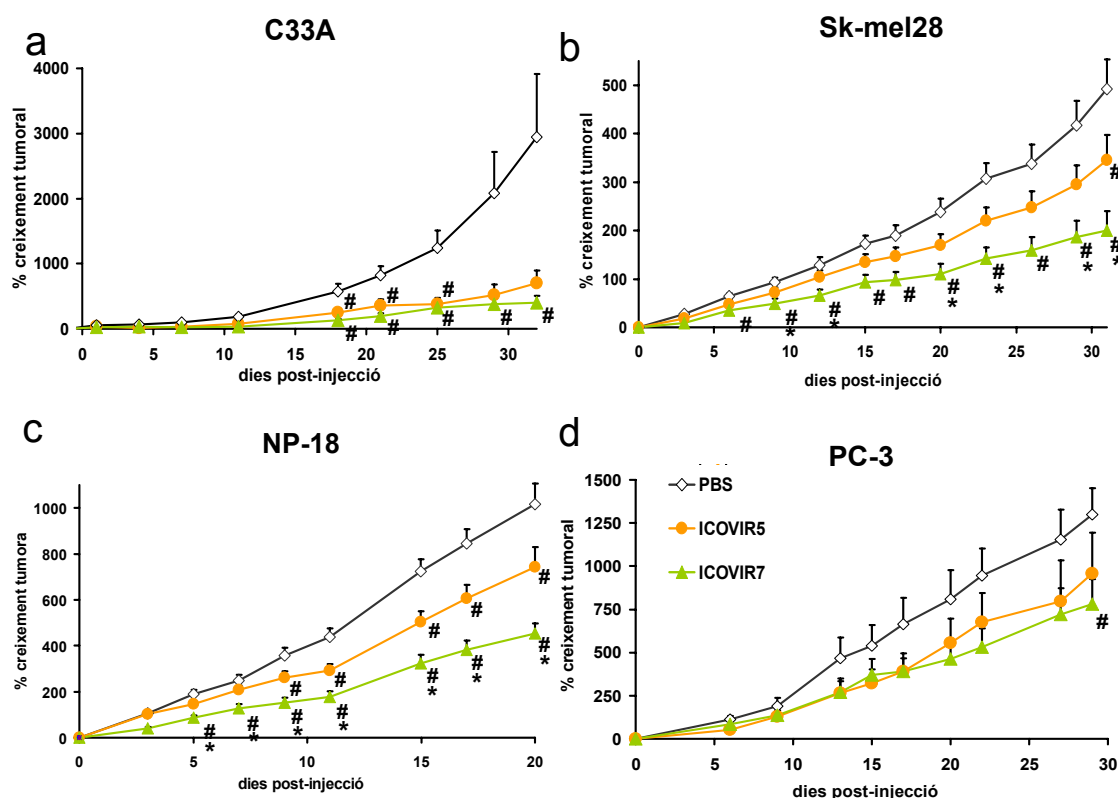 a
C33A
% creixement tumoral
4000
3000
2000
1000
0
# # #
# # # # #
0 5 10 15 20 25 30
dies post-injecció
b
Sk-mel28
% creixement tumoral
500
400
300
200
100
0
#
# # * # * # # # * # * # # * # *
0 5 10 15 20 25 30
dies post-injecció
c
NP-18
% creixement tumora
1000
800
600
400
200
0
# # # # #
# * # * # * # * # * # * # *
0 5 10 15 20
dies post-injecció
d
PC-3
% creixement tumoral
1500
1250
1000
750
500
250
0
PBS
ICOVIR5
ICOVIR7
#
0 5 10 15 20 25 30
dies post-injecció